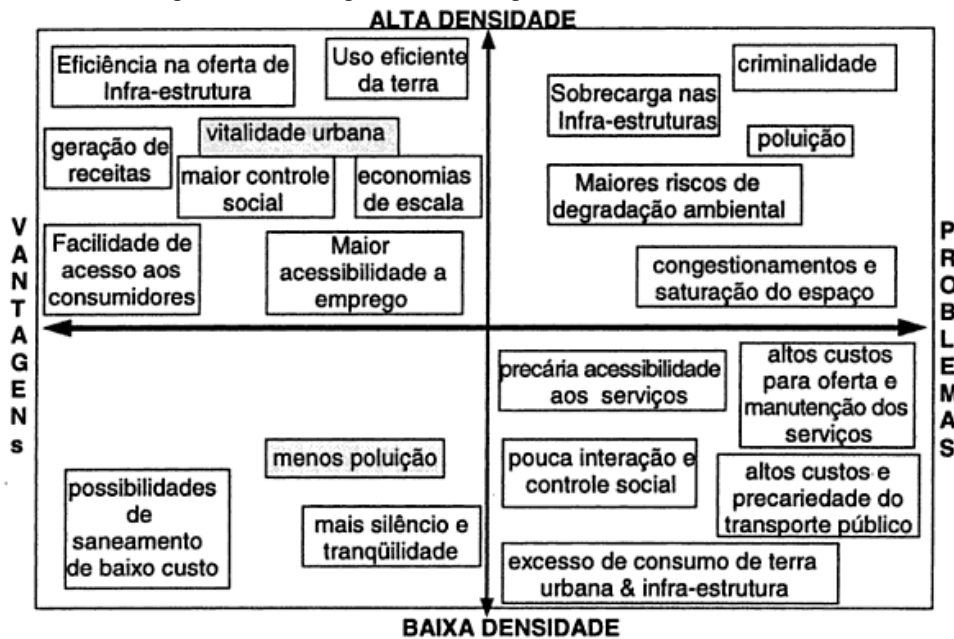 ALTA DENSIDADE
Eficiência na oferta de
Infra-estrutura
Uso eficiente
da terra
vitalidade urbana
geração de
receitas
maior controle
social
economias
de escala
Facilidade de
acesso aos
consumidores
Maior
acessibilidade a
emprego
criminalidade
Sobrecarga nas
Infra-estruturas
poluição
Maiores riscos de
degradação ambiental
congestionamentos e
saturação do espaço
VANTAGENs
PROBLEMAS
menos poluição
possibilidades
de
saneamento
de baixo custo
mais silêncio e
tranqüilidade
precária acessibilidade
aos serviços
altos custos
para oferta e
manutenção dos
serviços
pouca interação e
controle social
altos custos e
precariedade do
transporte público
excesso de consumo de terra
urbana & infra-estrutura
BAIXA DENSIDADE